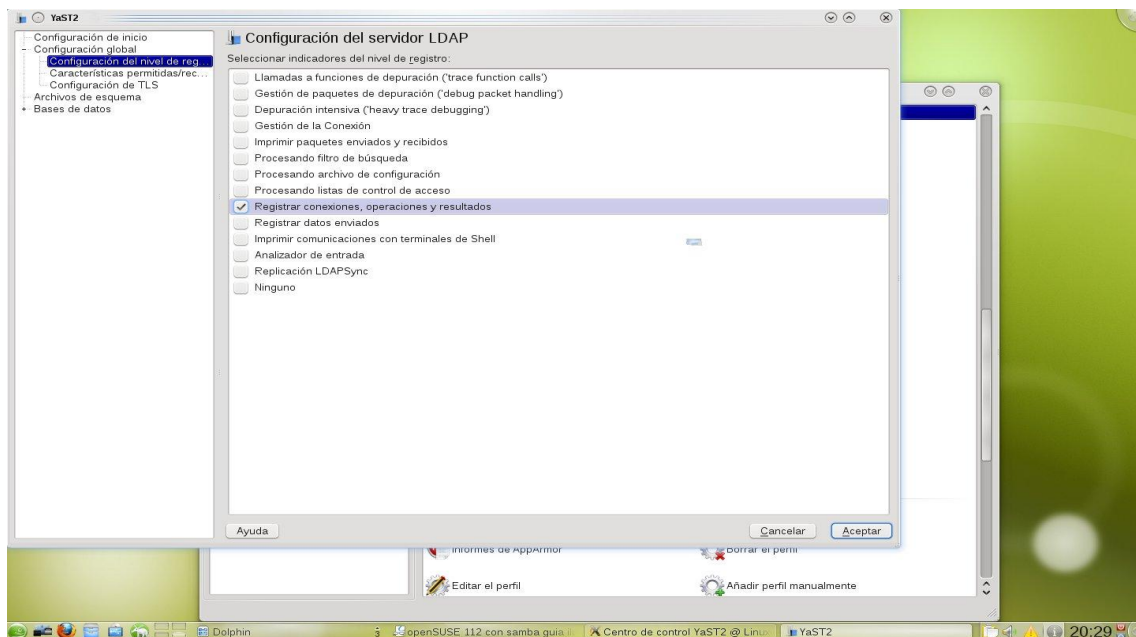 YaST2
Configuración de inicio
Configuración global
Configuración del nivel de reg...
Características permitidas/rec...
Configuración de TLS
Archivos de esquema
Bases de datos
Configuración del servidor LDAP
Seleccionar indicadores del nivel de registro:
Llamadas a funciones de depuración ('trace function calls')
Gestión de paquetes de depuración ('debug packet handling')
Depuración intensiva ('heavy trace debugging')
Gestión de la Conexión
Imprimir paquetes enviados y recibidos
Procesando filtro de búsqueda
Procesando archivo de configuración
Procesando listas de control de acceso
Registrar conexiones, operaciones y resultados
Registrar datos enviados
Imprimir comunicaciones con terminales de Shell
Analizador de entrada
Replicación LDAPSync
Ninguno
Ayuda
Cancelar
Aceptar
Informes de AppArmor
Borrar el perfil
Editar el perfil
Añadir perfil manualmente
Dolphin
openSUSE 112 con samba guia
Centro de control YaST2 @ Linu
YaST2
20:29